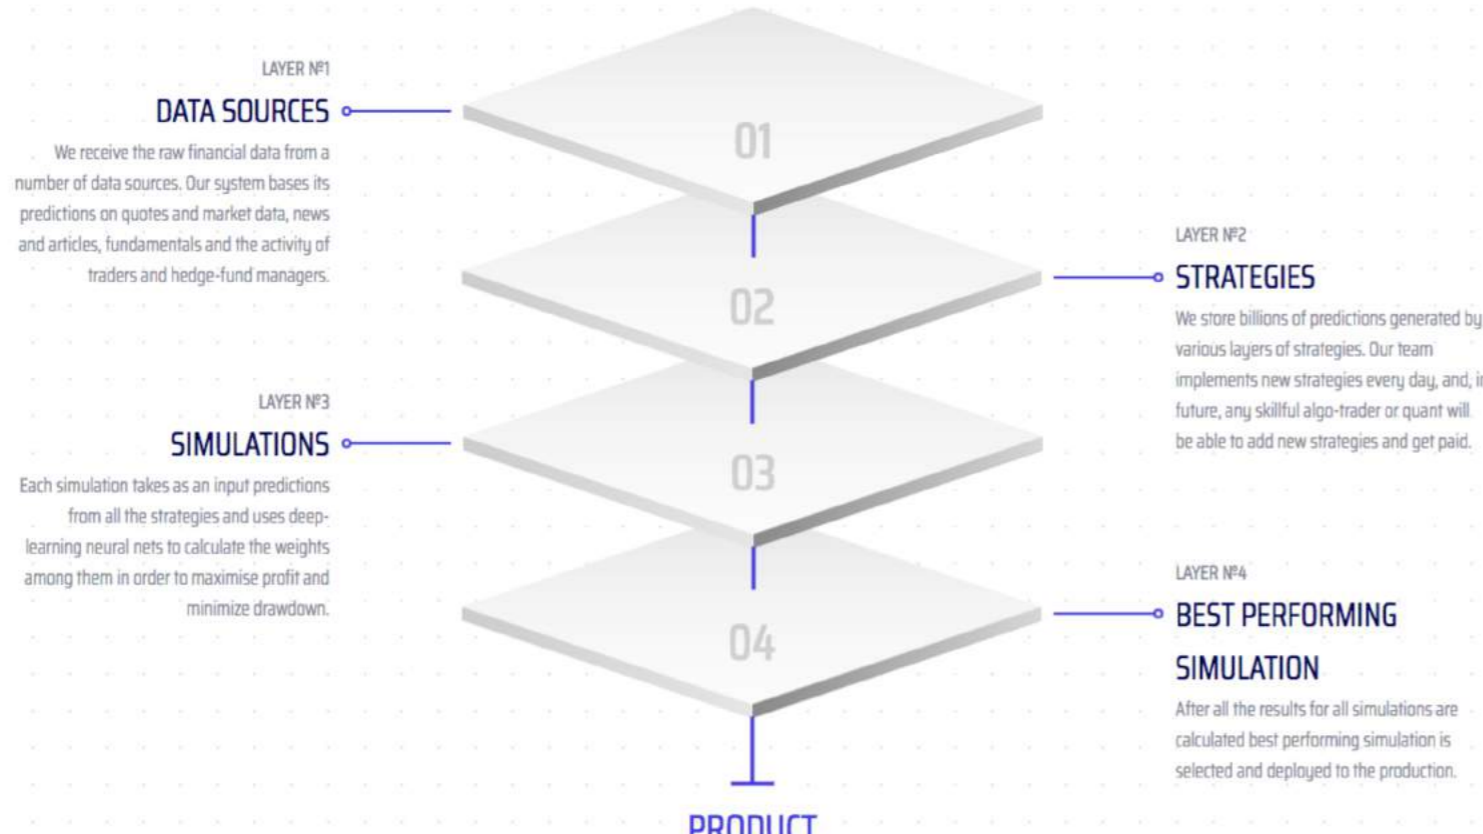 LAYER №1
DATA SOURCES
We receive the raw financial data from a
number of data sources. Our system bases its
predictions on quotes and market data, news
and articles, fundamentals and the activity of
traders and hedge-fund managers.
01
LAYER №2
STRATEGIES
We store billions of predictions generated by
various layers of strategies. Our team
implements new strategies every day, and, in
future, any skillful algo-trader or quant will
be able to add new strategies and get paid.
02
LAYER №3
SIMULATIONS
Each simulation takes as an input predictions
from all the strategies and uses deep-
learning neural nets to calculate the weights
among them in order to maximise profit and
minimize drawdown.
03
LAYER №4
BEST PERFORMING
SIMULATION
After all the results for all simulations are
calculated best performing simulation is
selected and deployed to the production.
04
PRODUCT